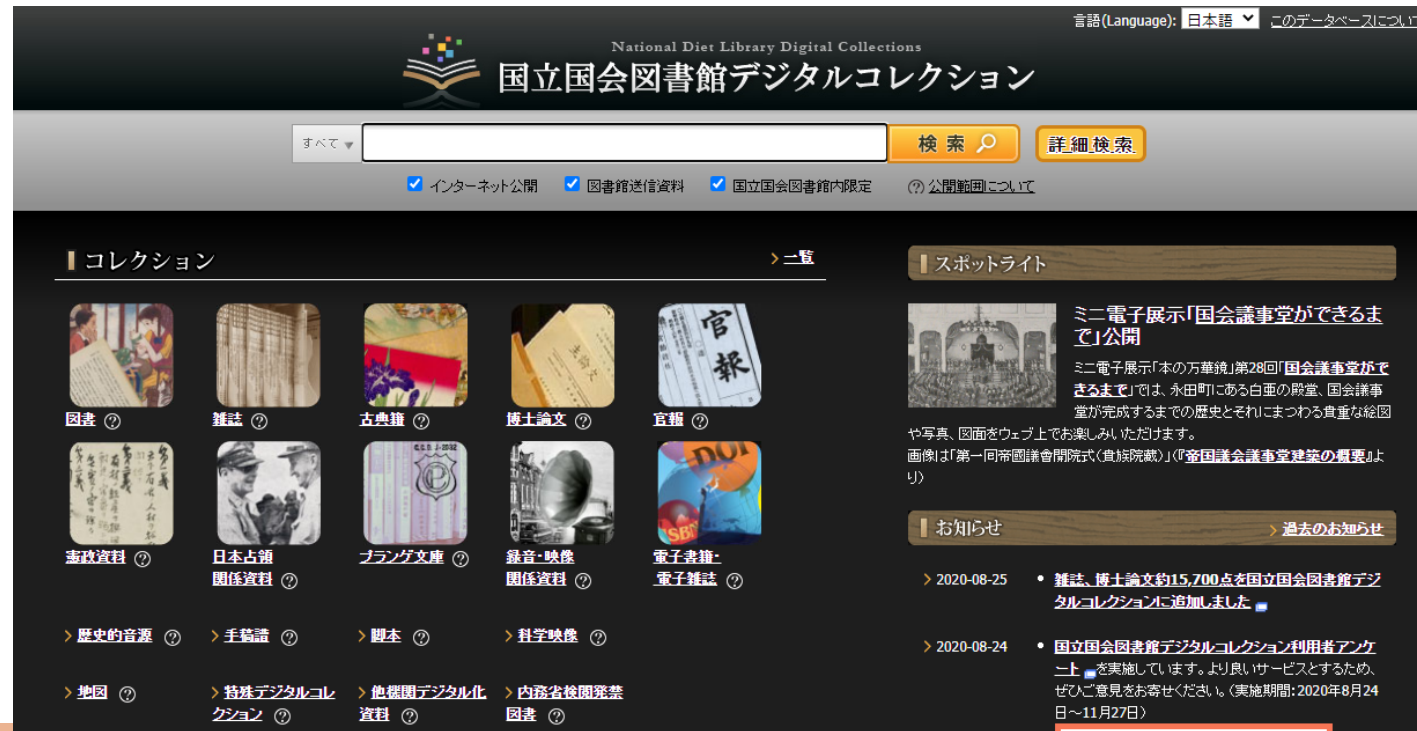 言語(Language): 日本語 このデータベースについ
National Diet Library Digital Collections
国立国会図書館デジタルコレクション
すべて 検索 詳細検索
インターネット公開 図書館送信資料 国立国会図書館内限定 公開範囲について
コレクション
一覧
図書 雑誌 古典籍 博士論文 官報
憲政資料 日本占領 プランゲ文庫 録音・映像 電子書籍・
関係資料 関係資料 電子雑誌
歴史的音源 手稿譜 脚本 科学映像
地図 特殊デジタルコレ 他機関デジタル化 内務省検閲発禁
クション 資料 図書
スポットライト
ミニ電子展示「国会議事堂ができるま
で」公開
ミニ電子展示「本の万華鏡」第28回「国会議事堂がで
きるまで」では、永田町にある白亜の殿堂、国会議事
堂が完成するまでの歴史とそれにまつわる貴重な絵図
や写真、図面をウェブ上でお楽しみいただけます。
画像は「第一回帝國議會開院式(貴族院蔵)」(『帝国議会議事堂建築の概要』よ
り)
お知らせ
過去のお知らせ
2020-08-25 • 雑誌、博士論文約15,700点を国立国会図書館デジ
タルコレクションに追加しました
2020-08-24 • 国立国会図書館デジタルコレクション利用者アンケ
ートを実施しています。より良いサービスとするため、
ぜひご意見をお寄せください。(実施期間:2020年8月24
日~11月27日)